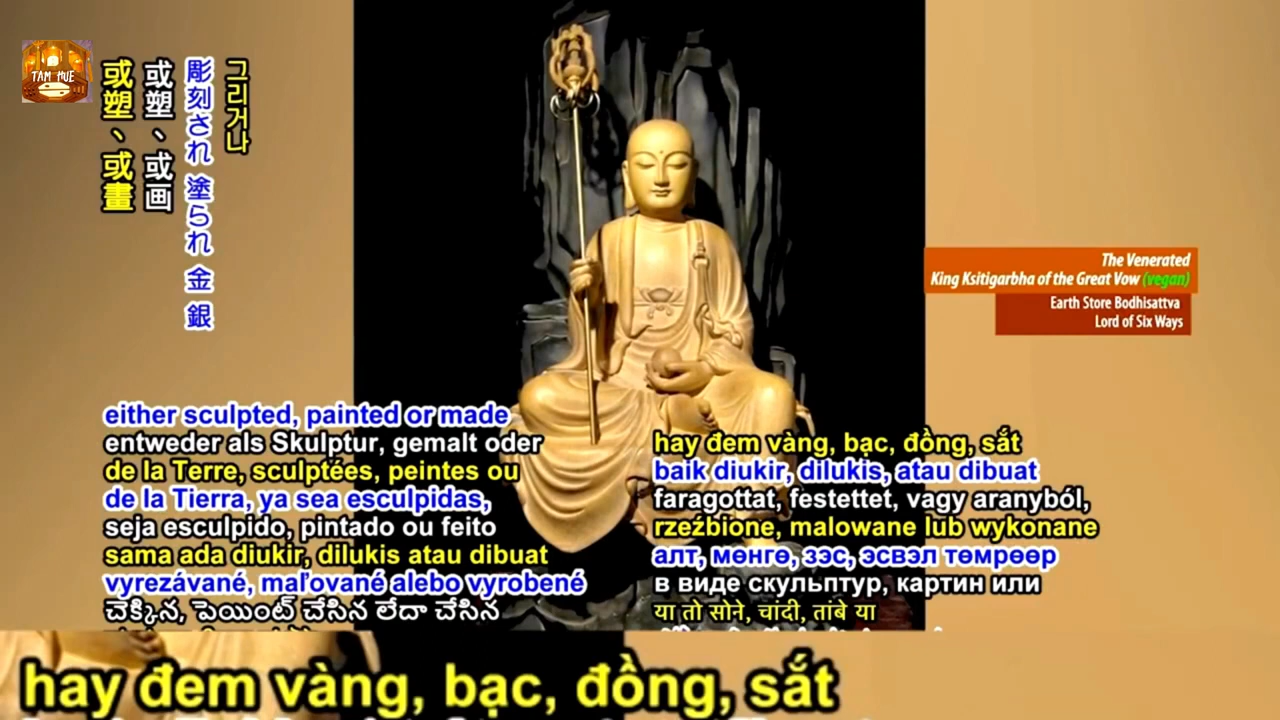 TAM HUE
或塑、或畫
或塑、或画
彫刻され 塗られ 金 銀
그리거나
The Venerated
King Ksitigarbha of the Great Vow (vegan)
Earth Store Bodhisattva
Lord of Six Ways
either sculpted, painted or made
entweder als Skulptur, gemalt oder
de la Terre, sculptées, peintes ou
de la Tierra, ya sea esculpidas,
seja esculpido, pintado ou feito
sama ada diukir, dilukis atau dibuat
vyrezávané, maľované alebo vyrobené
చెక్కిన, పెయింట్ చేసిన లేదా చేసిన
hay đem vàng, bạc, đồng, sắt
baik diukir, dilukis, atau dibuat
faragottat, festettet, vagy aranyból,
rzeźbione, malowane lub wykonane
алт, мөнгө, зэс, эсвэл төмрөөр
в виде скульптур, картин или
या तो सोने, चांदी, तांबे या
hay đem vàng, bạc, đồng, sắt